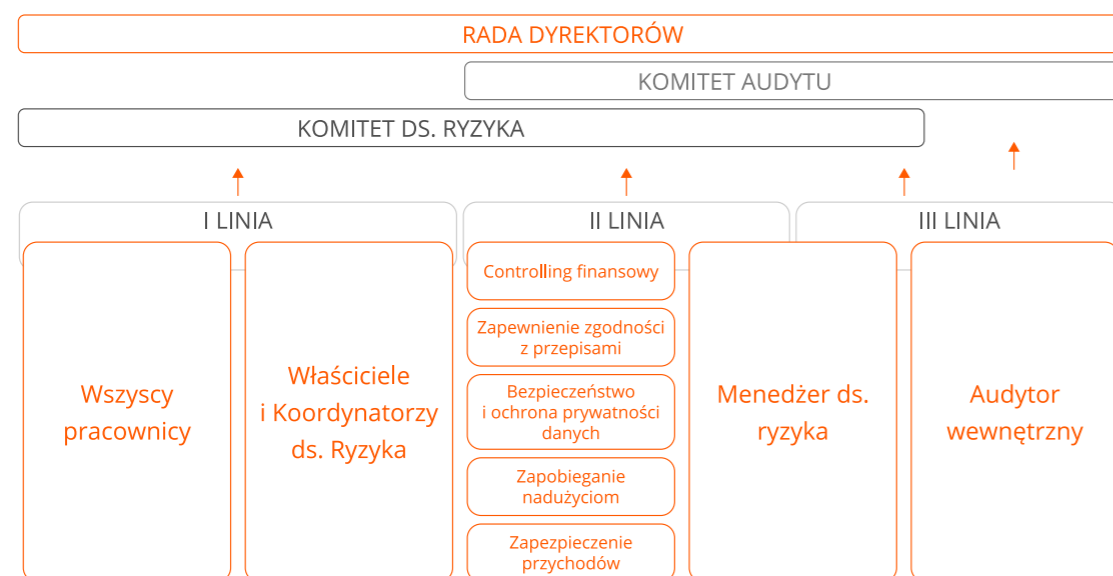 RADA DYREKTORÓW
KOMITET AUDYTU
KOMITET DS. RYZYKA
I LINIA
II LINIA
III LINIA
Wszyscy
pracownicy
Właściciele
i Koordynatorzy
ds. Ryzyka
Controlling finansowy
Zapewnienie zgodności
z przepisami
Bezpieczeństwo
i ochrona prywatności
danych
Zapobieganie
nadużyciom
Zapezpieczenie
przychodów
Menedżer ds.
ryzyka
Audytor
wewnętrzny